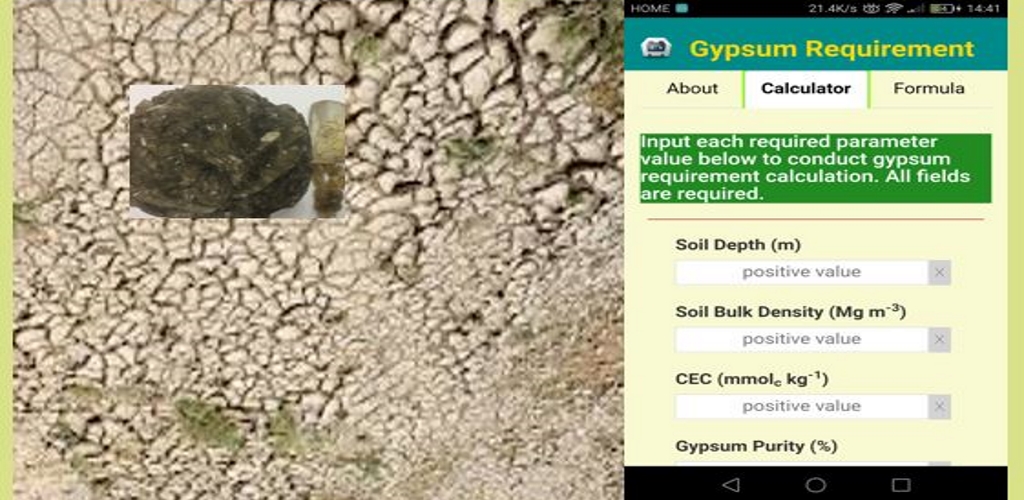 HOME 21.4K/s 14:41
Gypsum Requirement
About Calculator Formula
Input each required parameter
value below to conduct gypsum
requirement calculation. All fields
are required.
Soil Depth (m)
positive value ×
Soil Bulk Density (Mg m⁻³)
positive value ×
CEC (mmol꜀ kg⁻¹)
positive value ×
Gypsum Purity (%)